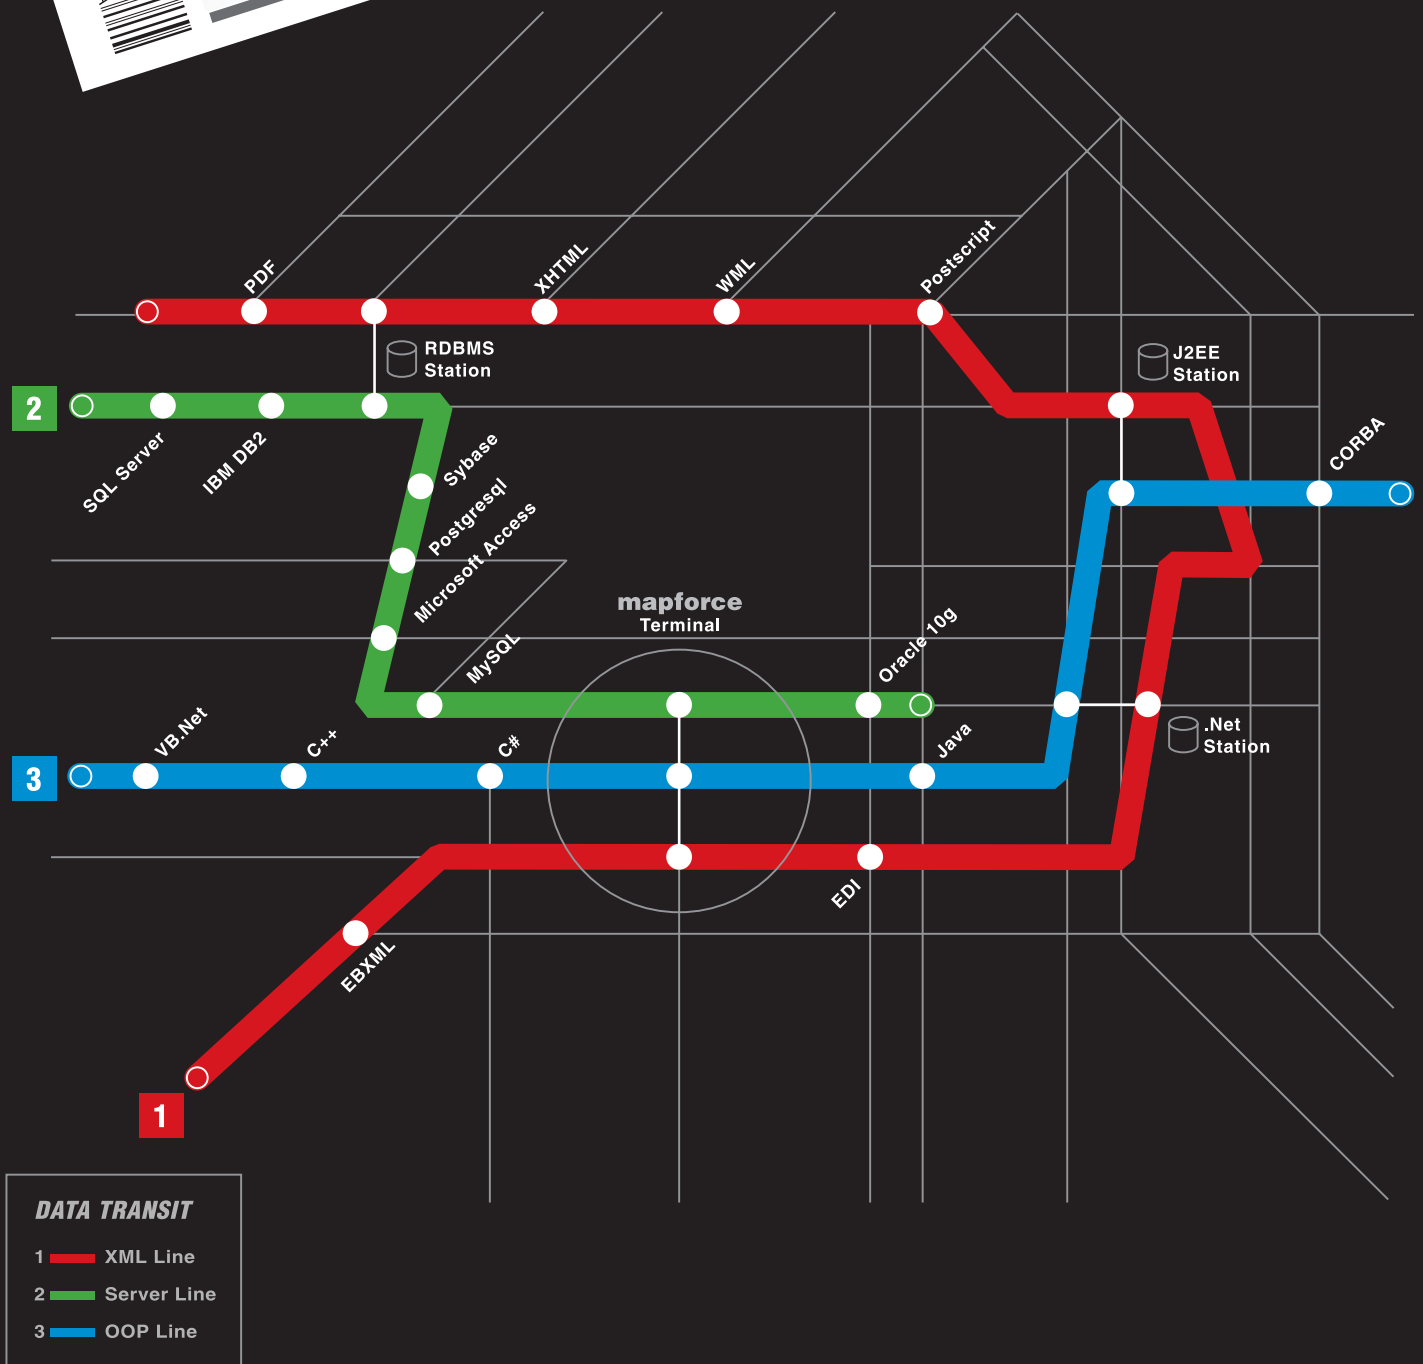 PDF
XHTML
WML
Postscript
RDBMS
Station
J2EE
Station
2
CORBA
SQL Server
IBM DB2
Sybase
Postgresql
Microsoft Access
mapforce
Terminal
MySQL
Oracle 10g
.Net
Station
VB.Net
C++
C#
Java
3
EDI
EBXML
1
DATA TRANSIT
1 XML Line
2 Server Line
3 OOP Line